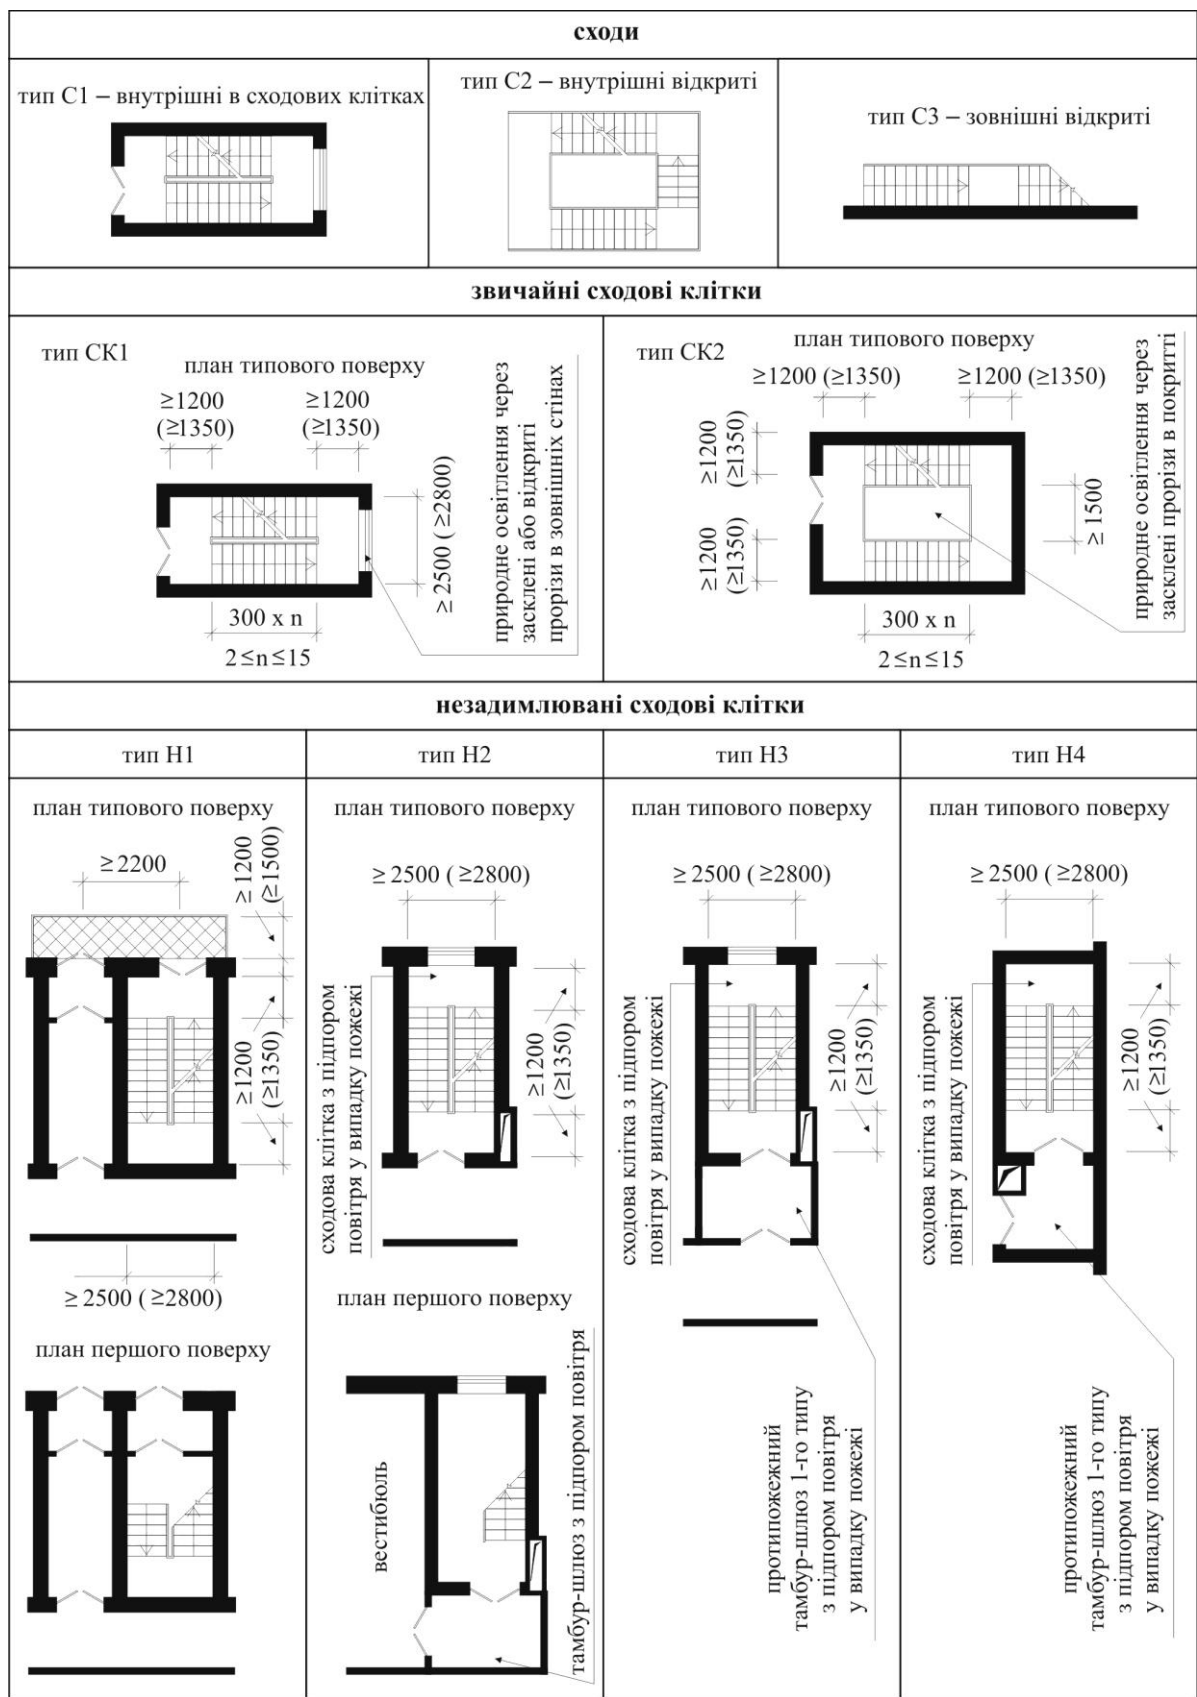 сходи
тип С1 – внутрішні в сходових клітках
тип С2 – внутрішні відкриті
тип С3 – зовнішні відкриті
звичайні сходові клітки
тип СК1
план типового поверху
≥1200
(≥1350)
≥1200
(≥1350)
≥2500 (≥2800)
300 x n
2≤n≤15
природне освітлення через
засклені або відкриті
прорізи в зовнішніх стінах
тип СК2
план типового поверху
≥1200 (≥1350)
≥1200 (≥1350)
≥1200
(≥1350)
≥1200
(≥1350)
≥1500
300 x n
2≤n≤15
природне освітлення через
засклені прорізи в покритті
незадимлювані сходові клітки
тип Н1
тип Н2
тип Н3
тип Н4
план типового поверху
≥2200
≥1200
(≥1500)
≥1200
(≥1350)
≥2500 (≥2800)
план першого поверху
план типового поверху
≥2500 (≥2800)
сходова клітка з підпором
повітря у випадку пожежі
≥1200
(≥1350)
план першого поверху
вестибюль
тамбур-шлюз з підпором повітря
план типового поверху
≥2500 (≥2800)
сходова клітка з підпором
повітря у випадку пожежі
≥1200
(≥1350)
протипожежний
тамбур-шлюз 1-го типу
з підпором повітря
у випадку пожежі
план типового поверху
≥2500 (≥2800)
сходова клітка з підпором
повітря у випадку пожежі
≥1200
(≥1350)
протипожежний
тамбур-шлюз 1-го типу
з підпором повітря
у випадку пожежі